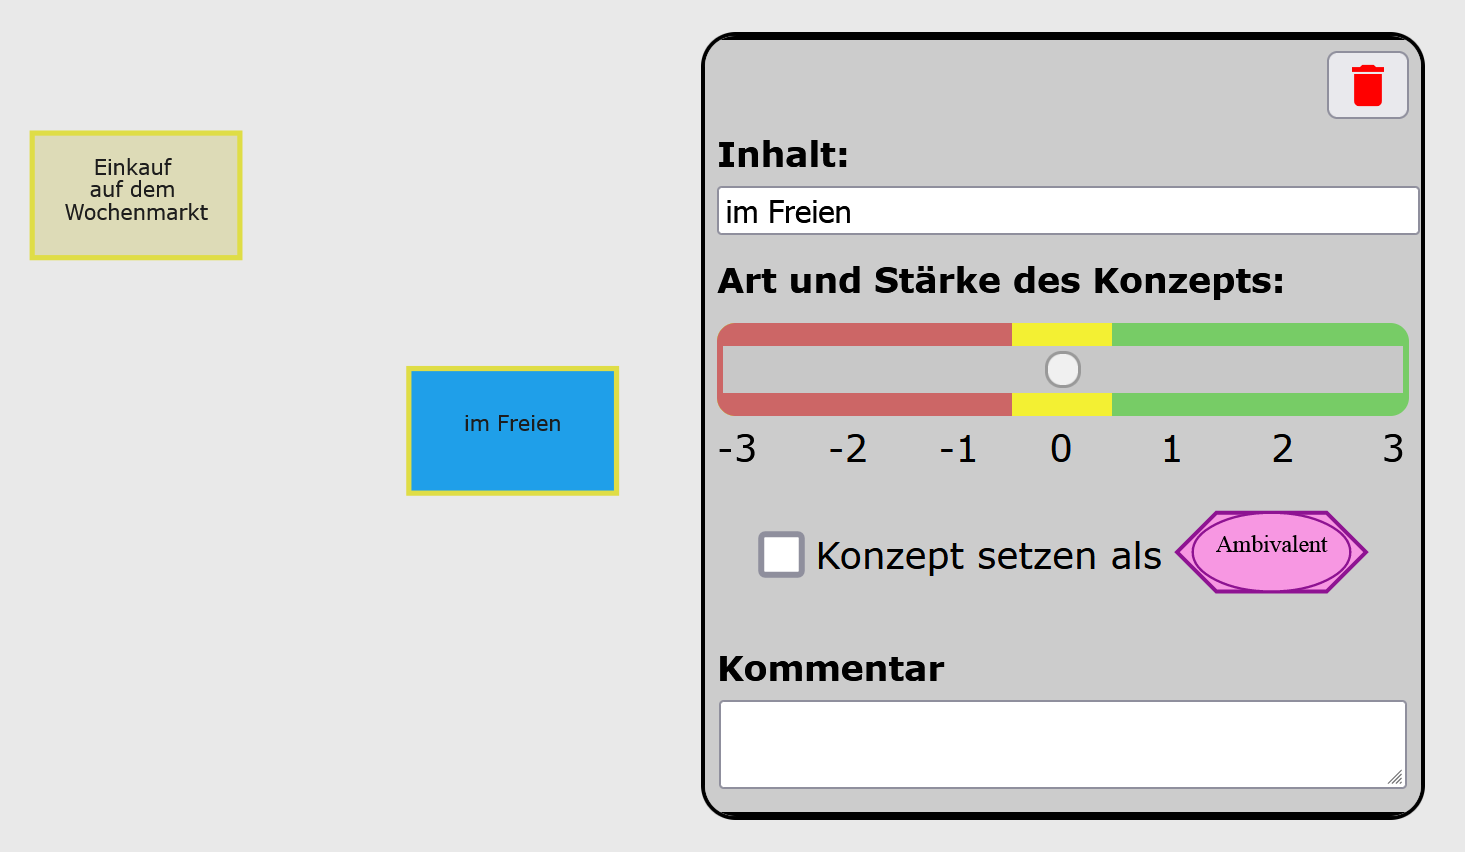 Einkauf
auf dem
Wochenmarkt
im Freien
Inhalt:
im Freien
Art und Stärke des Konzepts:
-3 -2 -1 0 1 2 3
Konzept setzen als Ambivalent
Kommentar